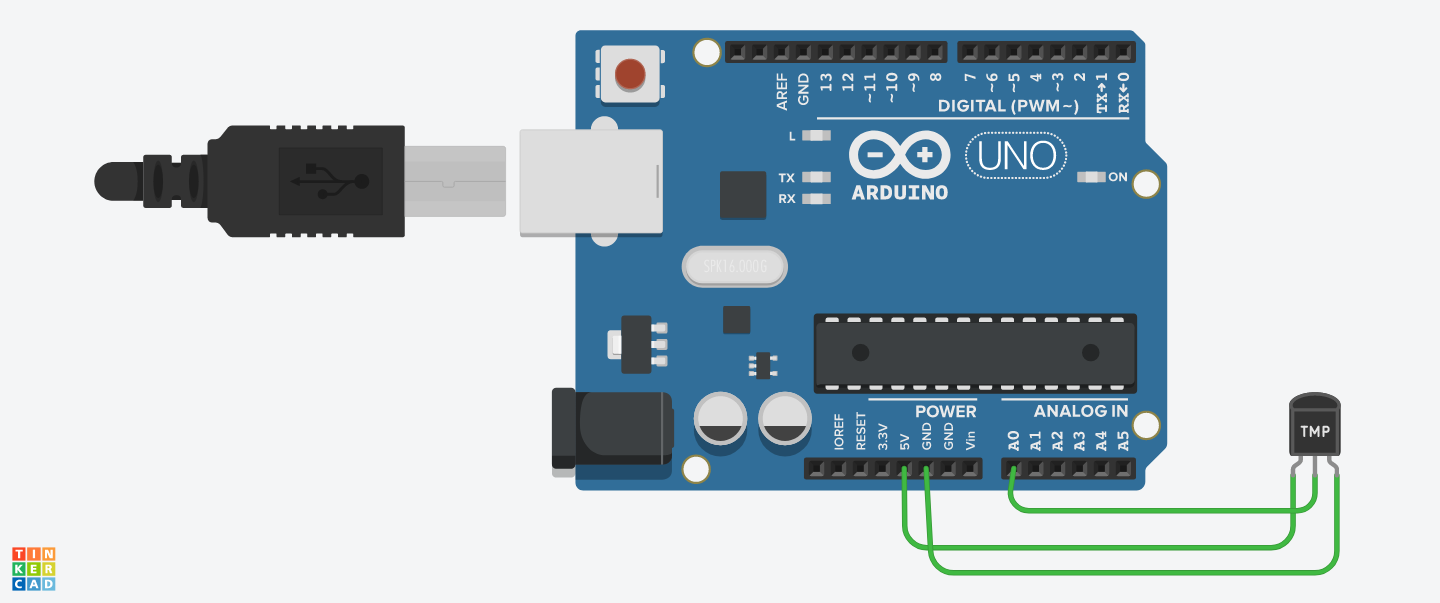 AREF
GND
13
12
~11
~10
~9
8
7
~6
~5
4
~3
2
TX→1
RX←0
DIGITAL (PWM~)
L
TX
RX
ARDUINO
UNO
ON
SPK16.000G
POWER
ANALOG IN
IOREF
RESET
3.3V
5V
GND
GND
Vin
A0
A1
A2
A3
A4
A5
TMP
TIN
KER
CAD